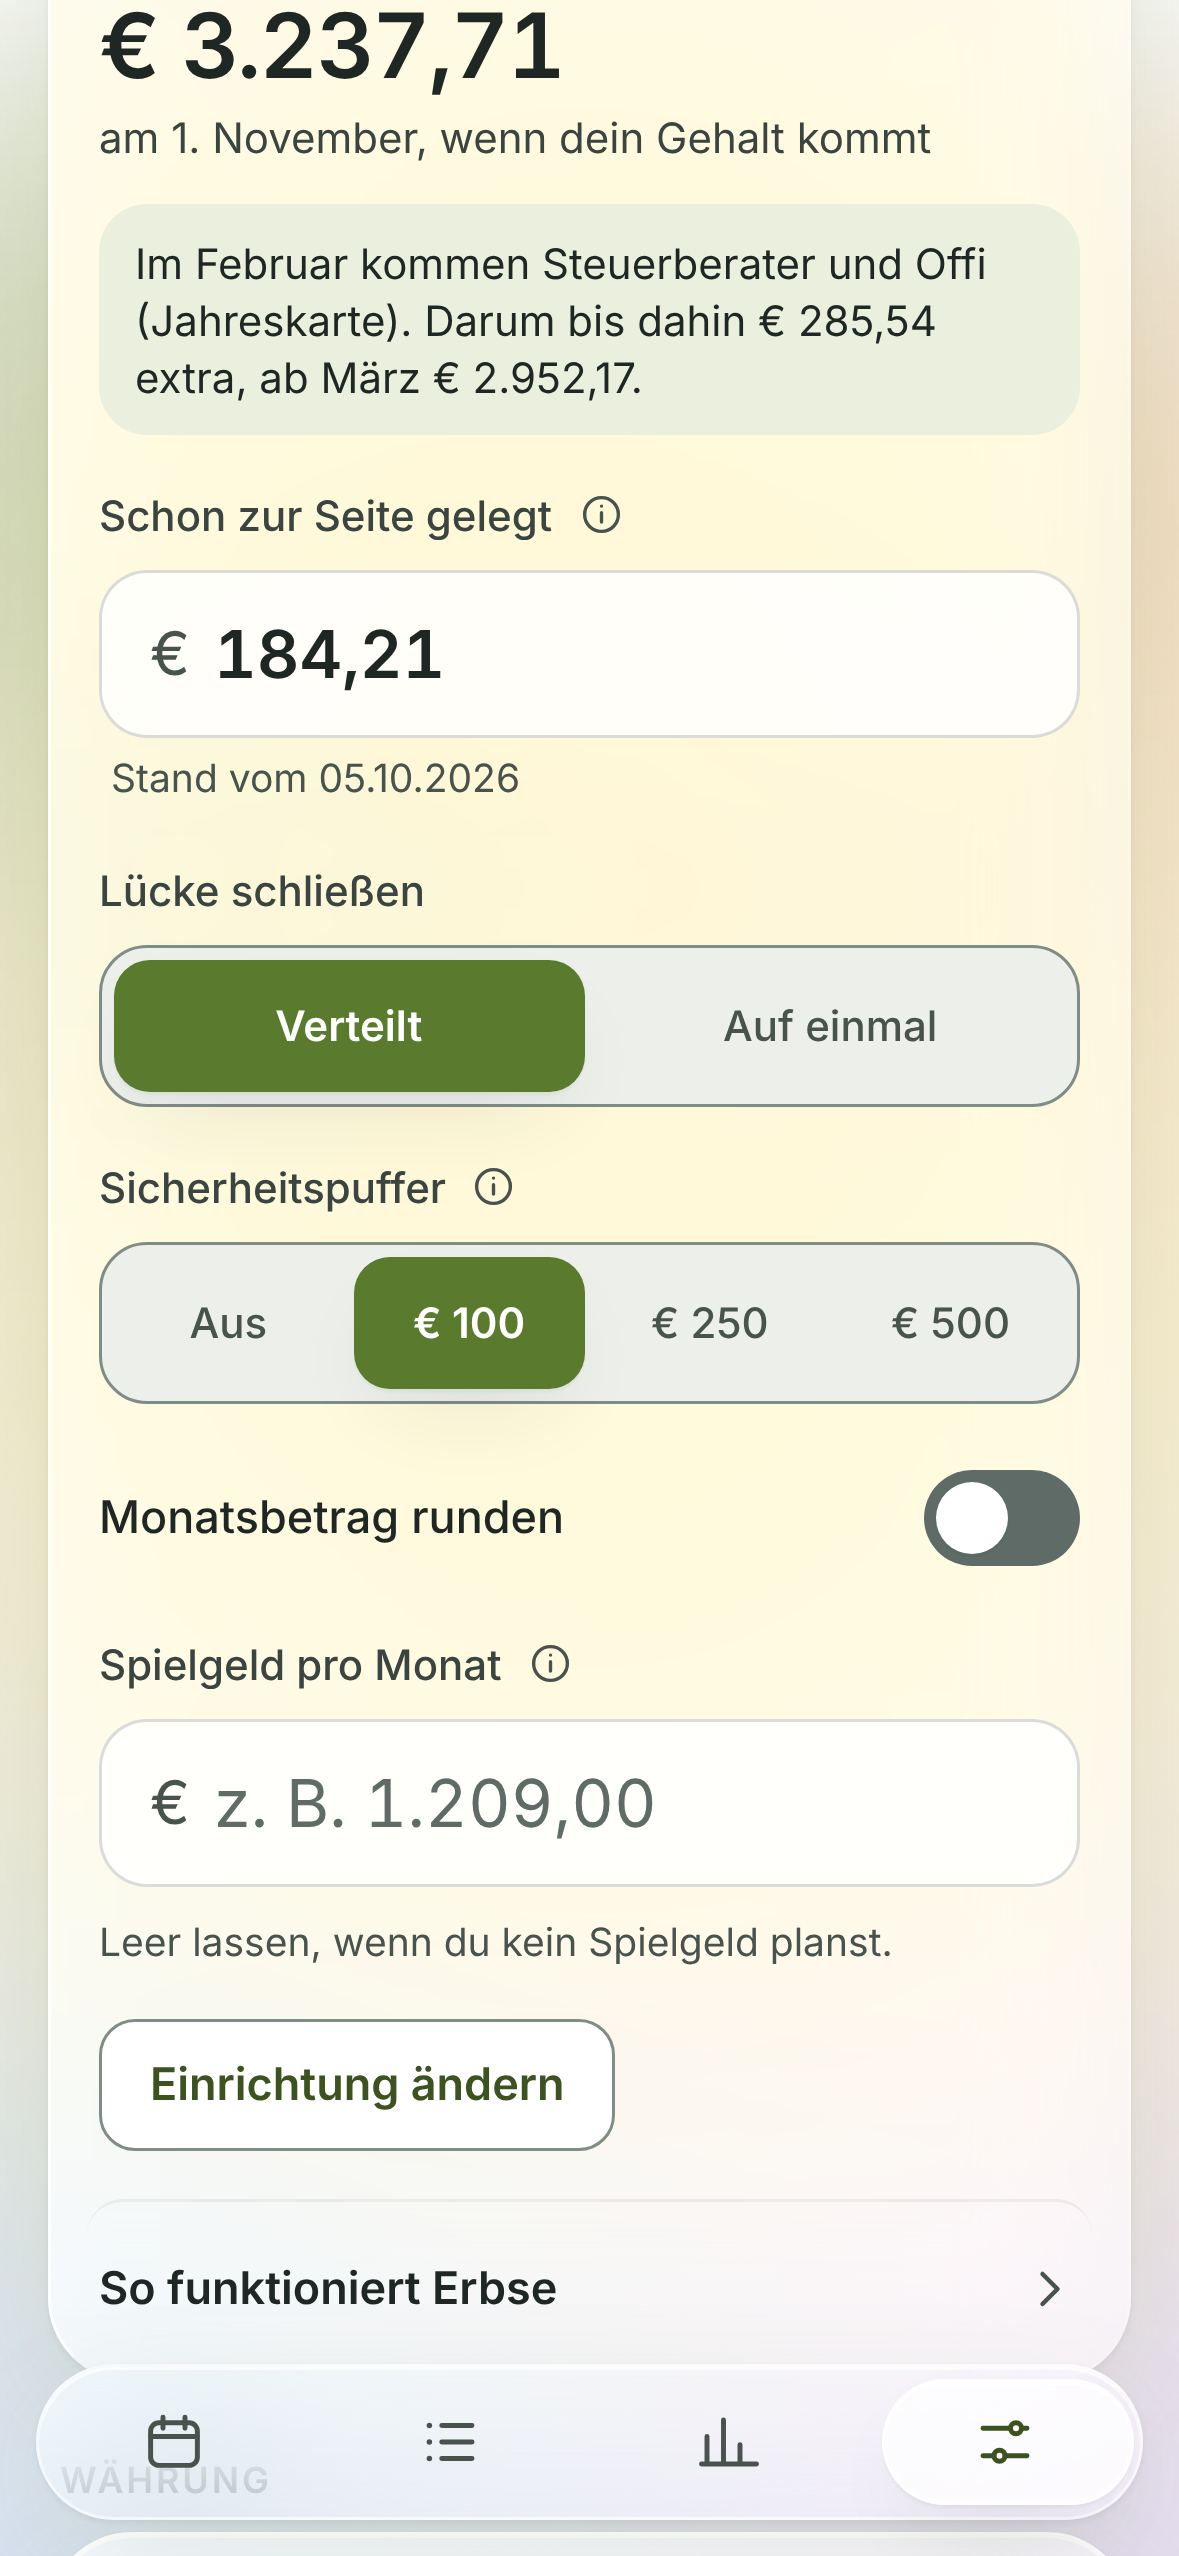 € 3.237,71
am 1. November, wenn dein Gehalt kommt
Im Februar kommen Steuerberater und Offi
(Jahreskarte). Darum bis dahin € 285,54
extra, ab März € 2.952,17.
Schon zur Seite gelegt
€ 184,21
Stand vom 05.10.2026
Lücke schließen
Verteilt
Auf einmal
Sicherheitspuffer
Aus
€ 100
€ 250
€ 500
Monatsbetrag runden
Spielgeld pro Monat
€ z. B. 1.209,00
Leer lassen, wenn du kein Spielgeld planst.
Einrichtung ändern
So funktioniert Erbse
WÄHRUNG